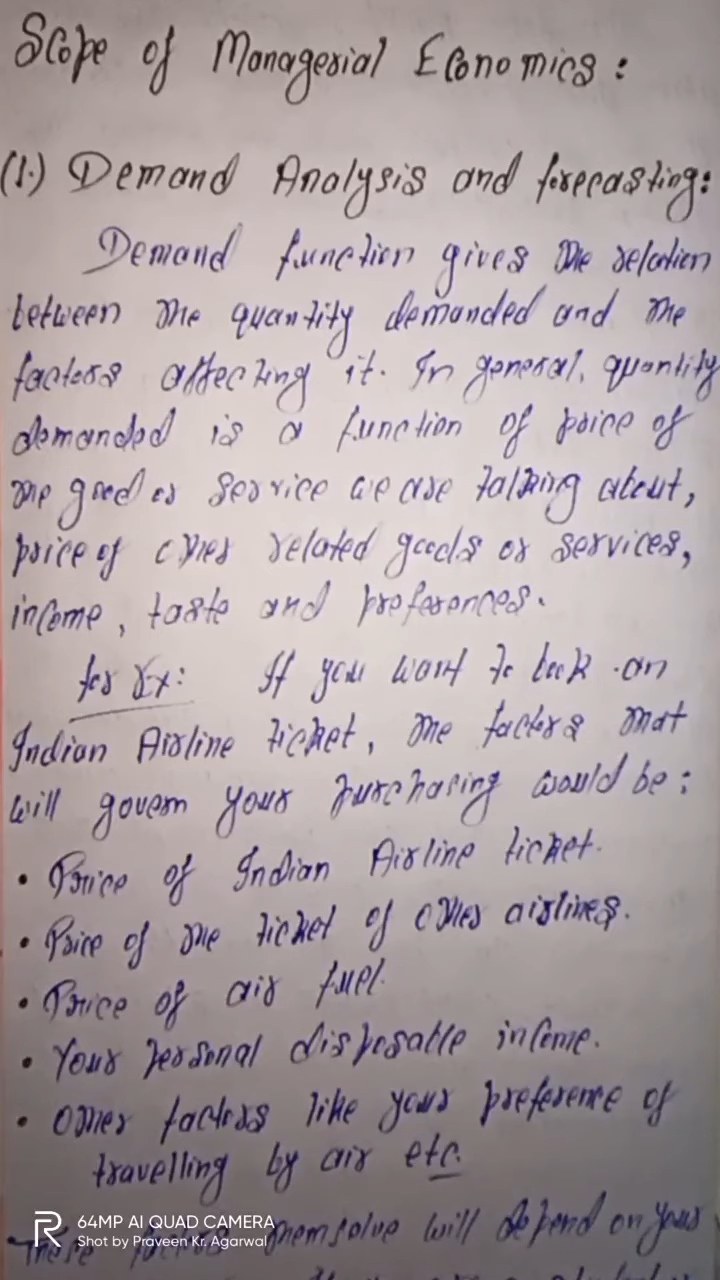 Scope of Managerial Economics :
(1.) Demand Analysis and forecasting:
Demand function gives the relation
between the quantity demanded and the
factors affecting it. In general, quantity
demanded is a function of price of
the good or service we are talking about,
price of other related goods or services,
income, taste and preferences.
for Ex: If you want to book an
Indian Airline ticket, the factors that
will govern your purchasing would be:
• Price of Indian Airline ticket.
• Price of the ticket of other airlines.
• Price of air fuel.
• Your personal disposable income.
• Other factors like your preference of
travelling by air etc.
These factors themsolve will depend on your
64MP AI QUAD CAMERA
Shot by Praveen Kr. Agarwal